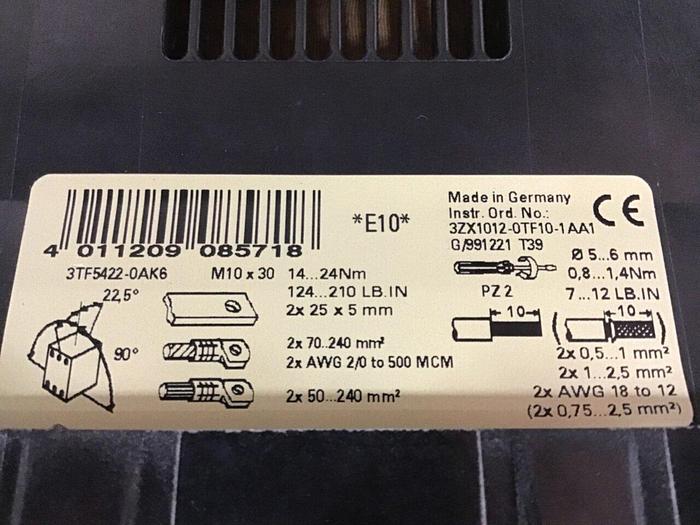 4 011209 085718
*E10*
Made in Germany
Instr. Ord. No.:
3ZX1012-0TF10-1AA1
G/991221 T39
CE
3TF5422-0AK6
M10 x 30
14...24Nm
124...210 LB.IN
2x 25 x 5 mm
22,5°
90°
2x 70...240 mm²
2x AWG 2/0 to 500 MCM
2x 50...240 mm²
Ø 5...6 mm
0,8...1,4Nm
PZ 2
7...12 LB.IN
10
( 10 )
2x 0,5...1 mm²
2x 1...2,5 mm²
2x AWG 18 to 12
(2x 0,75...2,5 mm²)